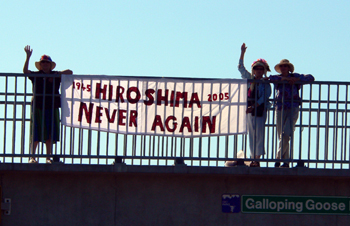 1945 HIROSHIMA 2005/
NEVER AGAIN
Galloping Goose